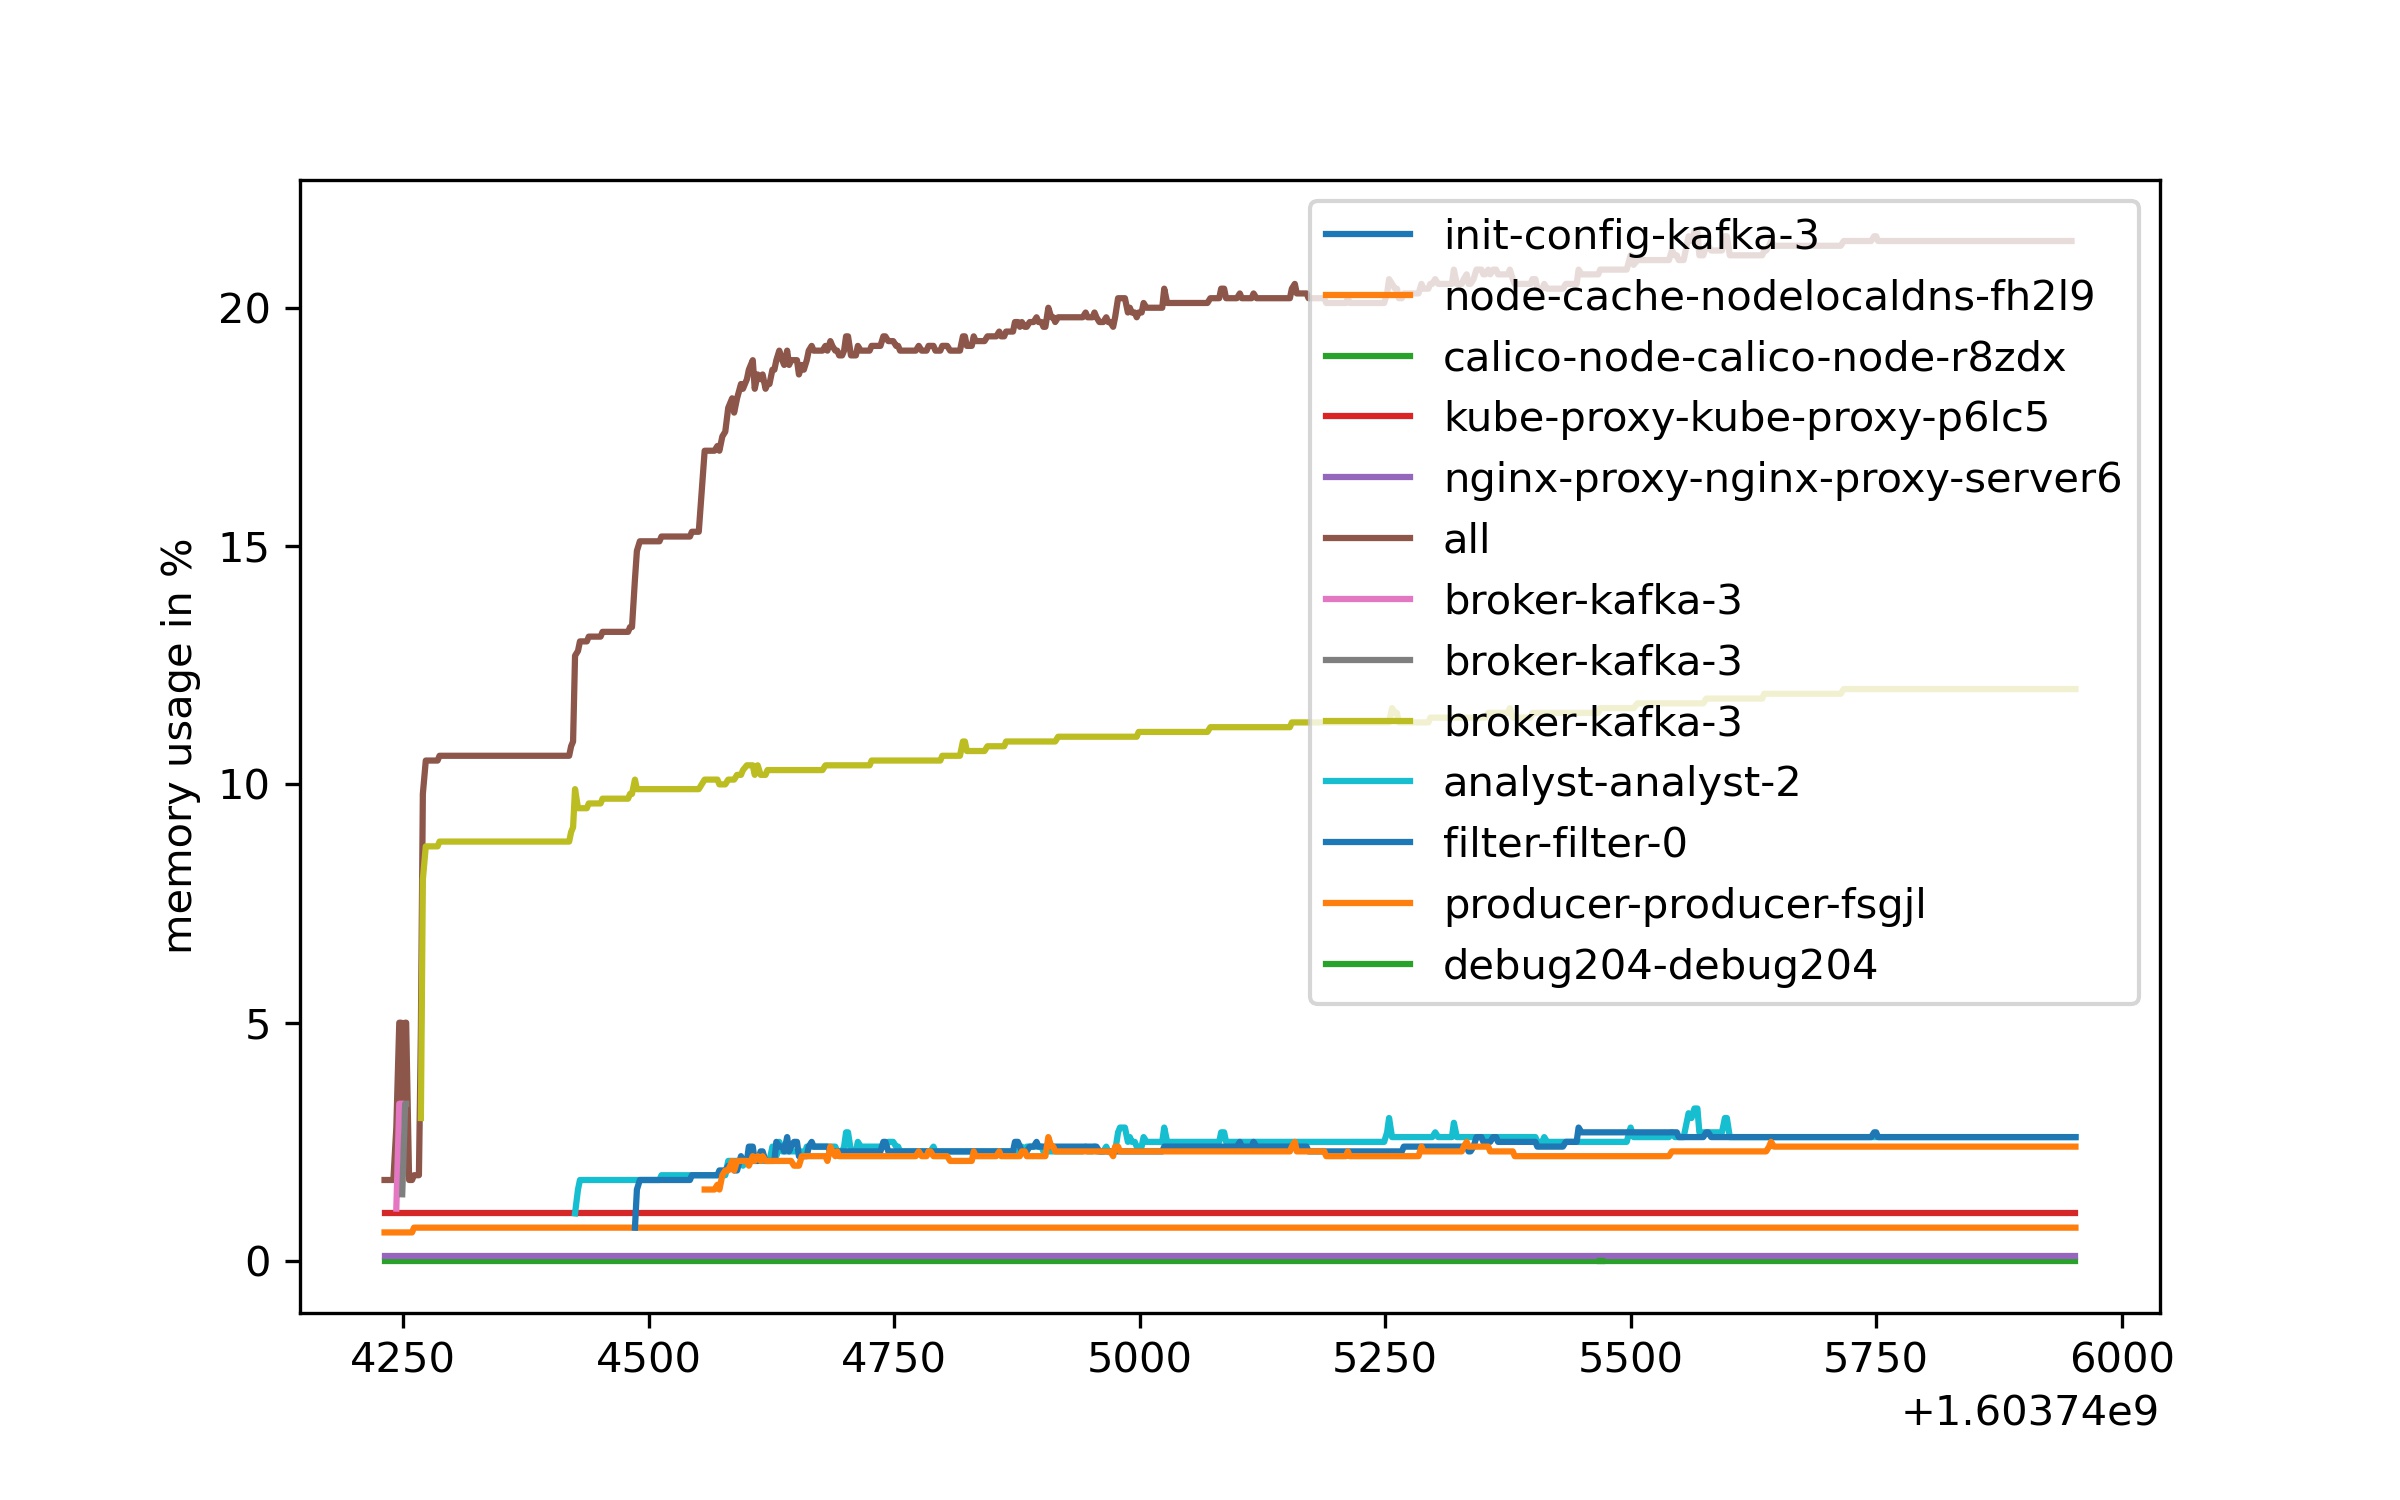 memory usage in %
20
15
10
5
0
init-config-kafka-3
node-cache-nodelocaldns-fh2l9
calico-node-calico-node-r8zdx
kube-proxy-kube-proxy-p6lc5
nginx-proxy-nginx-proxy-server6
all
broker-kafka-3
broker-kafka-3
broker-kafka-3
analyst-analyst-2
filter-filter-0
producer-producer-fsgjl
debug204-debug204
4250 4500 4750 5000 5250 5500 5750 6000
+1.60374e9